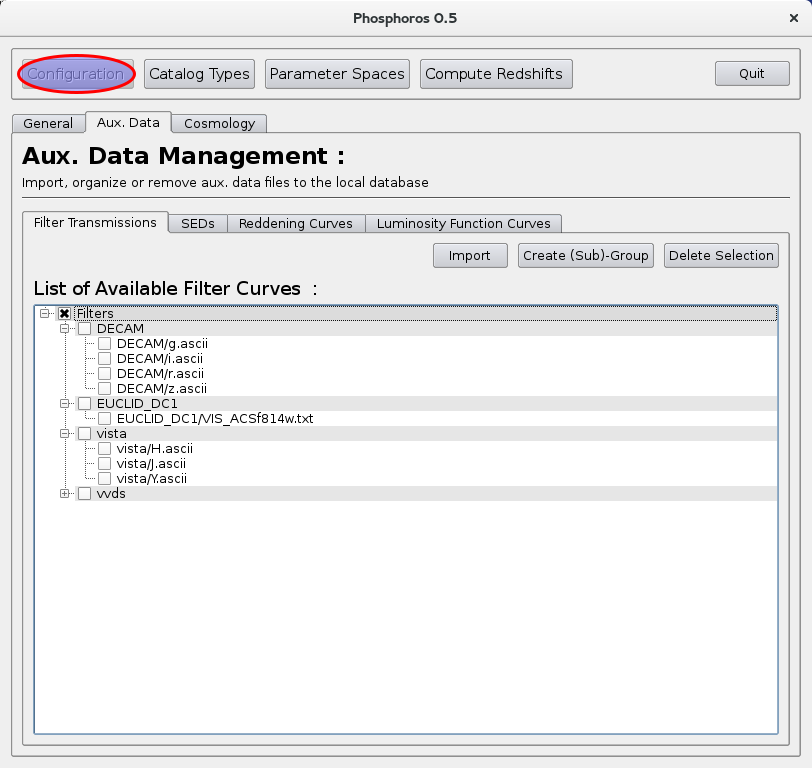 Phosphoros 0.5
Configuration Catalog Types Parameter Spaces Compute Redshifts Quit
General Aux. Data Cosmology
Aux. Data Management :
Import, organize or remove aux. data files to the local database
Filter Transmissions SEDs Reddening Curves Luminosity Function Curves
Import Create (Sub)-Group Delete Selection
List of Available Filter Curves :
Filters
DECAM
DECAM/g.ascii
DECAM/i.ascii
DECAM/r.ascii
DECAM/z.ascii
EUCLID_DC1
EUCLID_DC1/VIS_ACSf814w.txt
vista
vista/H.ascii
vista/J.ascii
vista/Y.ascii
vvds